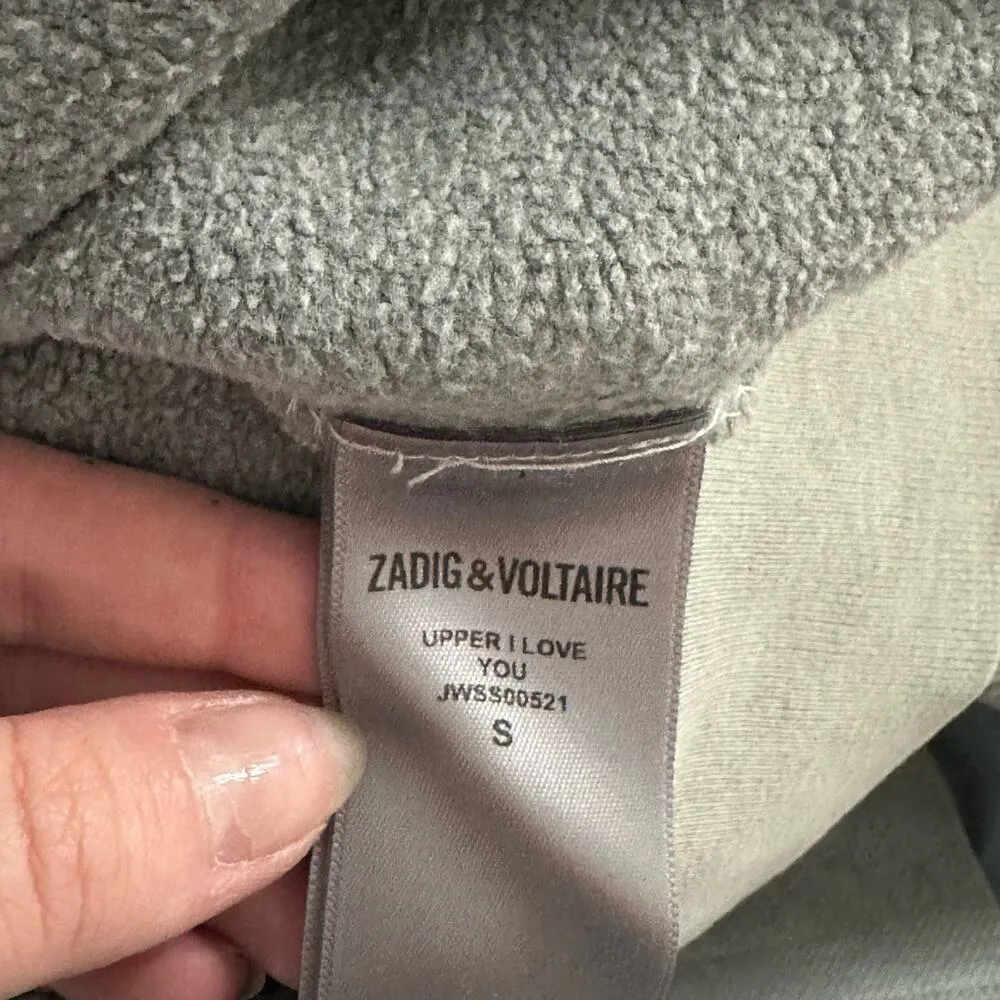 ZADIG&VOLTAIRE
UPPER I LOVE
YOU
JWSS00521
S